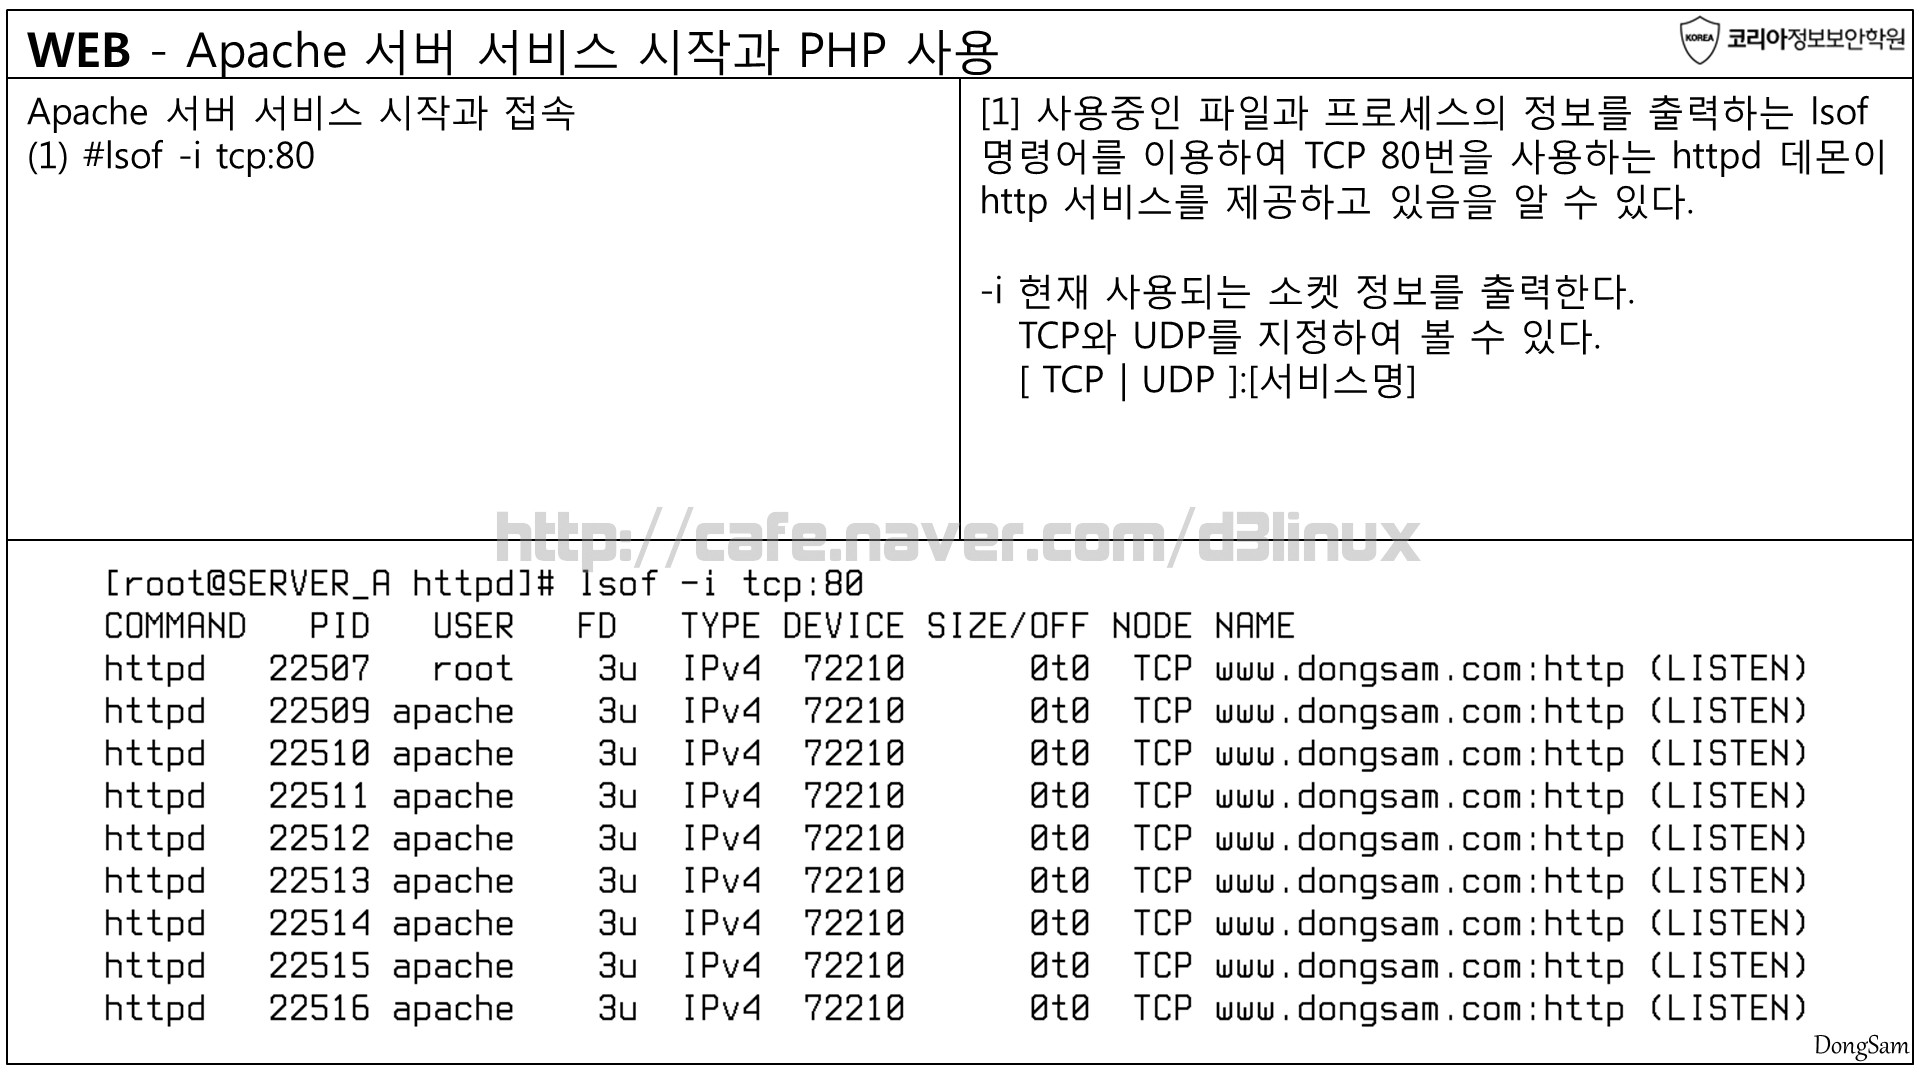 WEB - Apache 서버 서비스 시작과 PHP 사용
KOREA 코리아정보보안학원
Apache 서버 서비스 시작과 접속
(1) #lsof -i tcp:80
[1] 사용중인 파일과 프로세스의 정보를 출력하는 lsof
명령어를 이용하여 TCP 80번을 사용하는 httpd 데몬이
http 서비스를 제공하고 있음을 알 수 있다.
-i 현재 사용되는 소켓 정보를 출력한다.
TCP와 UDP를 지정하여 볼 수 있다.
[ TCP | UDP ]:[서비스명]
http://cafe.naver.com/d3linux
[root@SERVER_A httpd]# lsof -i tcp:80
COMMAND PID USER FD TYPE DEVICE SIZE/OFF NODE NAME
httpd 22507 root 3u IPv4 72210 0t0 TCP www.dongsam.com:http (LISTEN)
httpd 22509 apache 3u IPv4 72210 0t0 TCP www.dongsam.com:http (LISTEN)
httpd 22510 apache 3u IPv4 72210 0t0 TCP www.dongsam.com:http (LISTEN)
httpd 22511 apache 3u IPv4 72210 0t0 TCP www.dongsam.com:http (LISTEN)
httpd 22512 apache 3u IPv4 72210 0t0 TCP www.dongsam.com:http (LISTEN)
httpd 22513 apache 3u IPv4 72210 0t0 TCP www.dongsam.com:http (LISTEN)
httpd 22514 apache 3u IPv4 72210 0t0 TCP www.dongsam.com:http (LISTEN)
httpd 22515 apache 3u IPv4 72210 0t0 TCP www.dongsam.com:http (LISTEN)
httpd 22516 apache 3u IPv4 72210 0t0 TCP www.dongsam.com:http (LISTEN)
DongSam